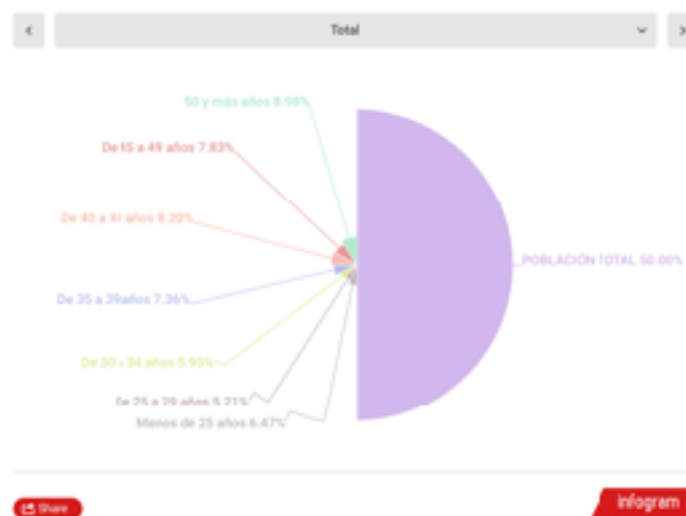 Total
50 y más años 8.98%
De 45 a 49 años 7.83%
De 40 a 44 años 8.20%
POBLACIÓN TOTAL 50.00%
De 35 a 39años 7.36%
De 30 a 34 años 5.95%
De 25 a 29 años 5.21%
Menos de 25 años 6.47%
Share
infogram